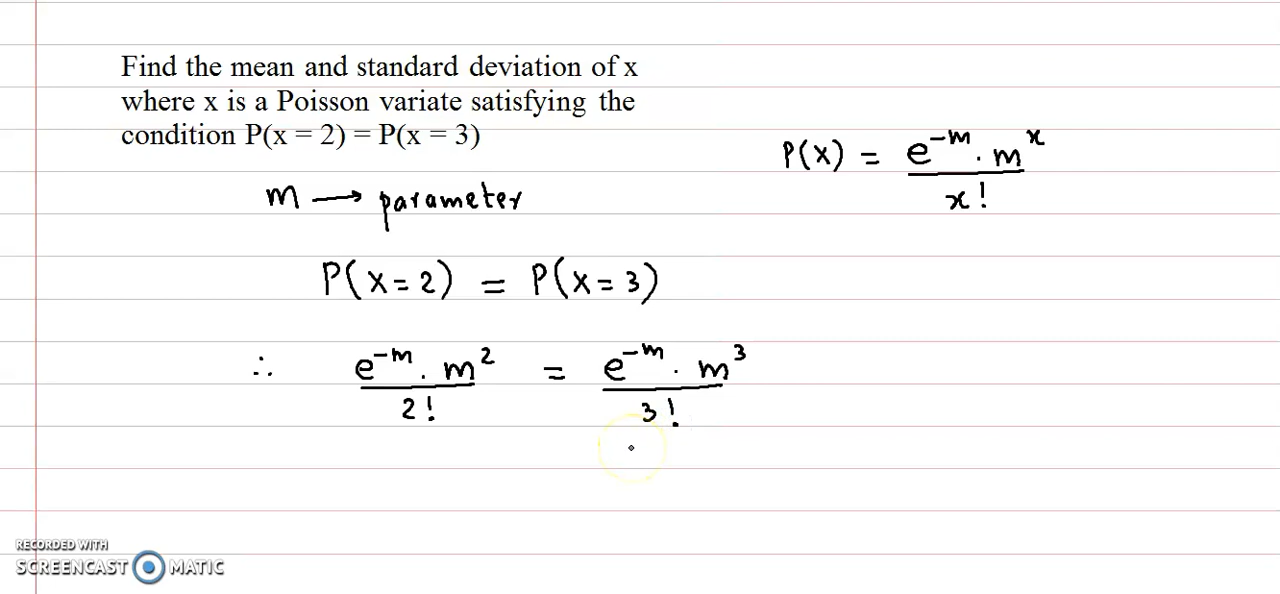 Find the mean and standard deviation of x
where x is a Poisson variate satisfying the
condition P(x = 2) = P(x = 3)
P(X) = e^-m . m^x / x!
m → parameter
P(X = 2) = P(X = 3)
∴ e^-m . m^2 / 2! = e^-m . m^3 / 3!
RECORDED WITH
SCREENCAST MATIC